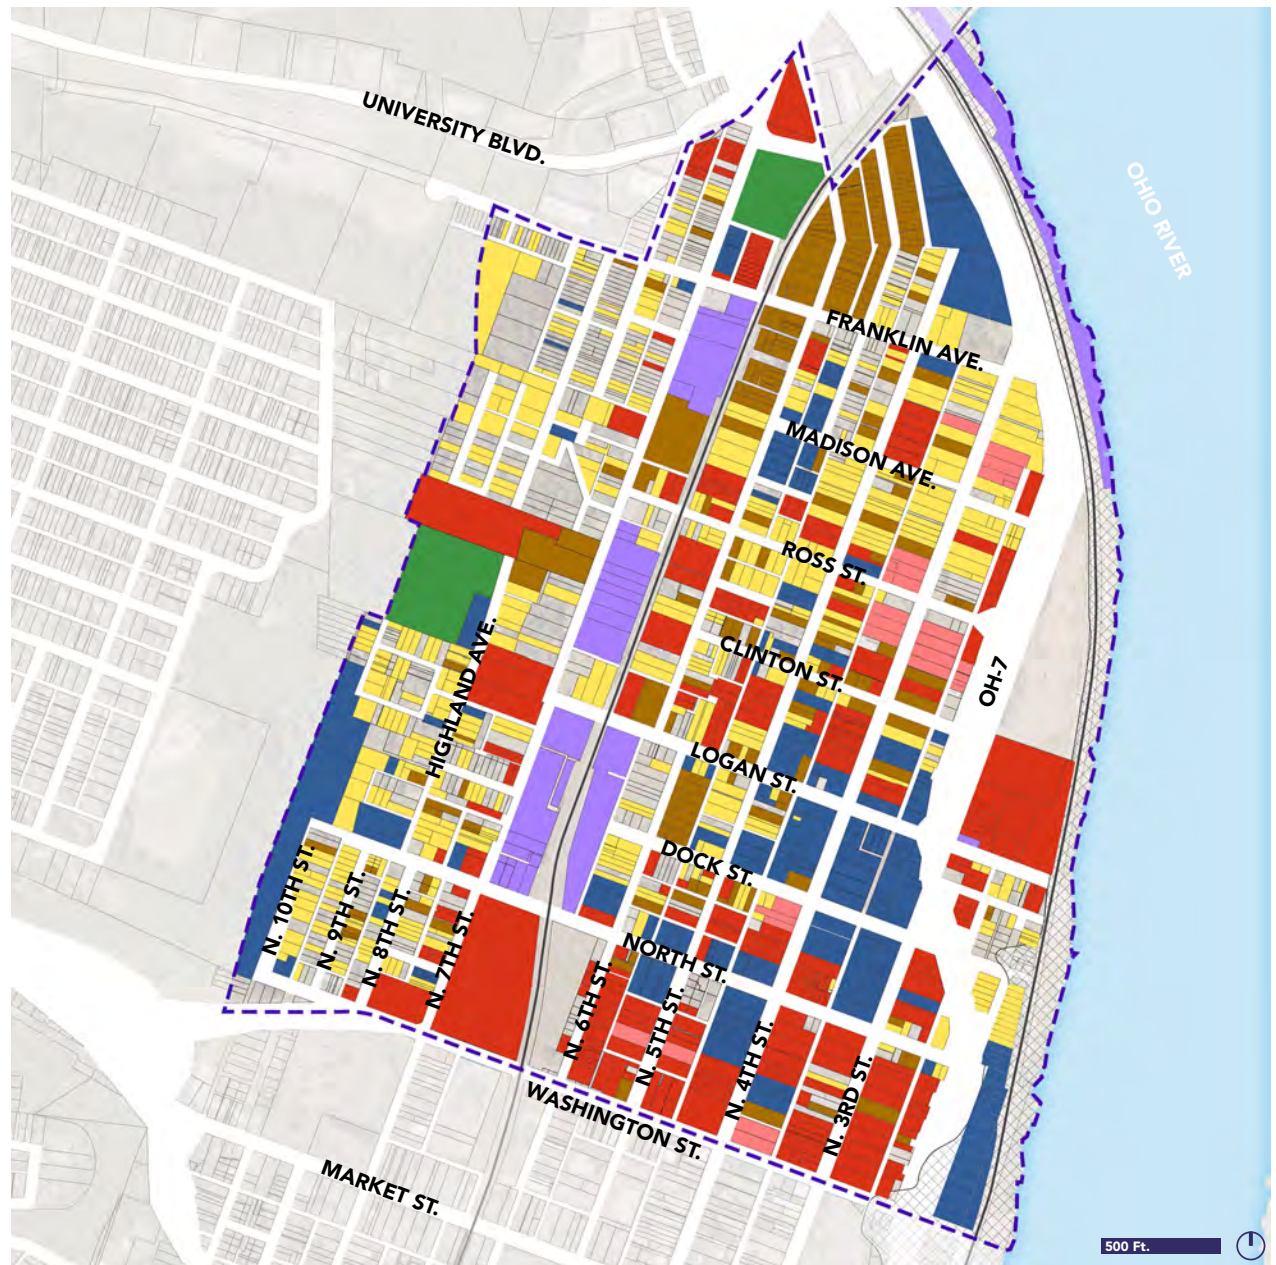 UNIVERSITY BLVD.
OHIO RIVER
FRANKLIN AVE.
MADISON AVE.
ROSS ST.
CLINTON ST.
HIGHLAND AVE.
OH-7
LOGAN ST.
DOCK ST.
N. 10TH ST.
N. 9TH ST.
N. 8TH ST.
N. 7TH ST.
NORTH ST.
N. 6TH ST.
N. 5TH ST.
N. 4TH ST.
N. 3RD ST.
WASHINGTON ST.
MARKET ST.
500 Ft.